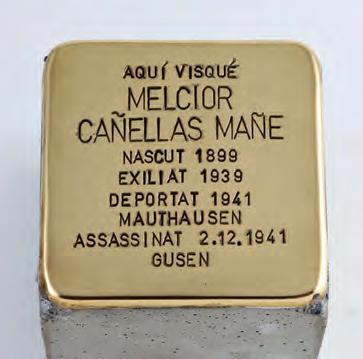 AQUÍ VISQUÉ
MELCIOR
CAÑELLAS MAÑE
NASCUT 1899
EXILIAT 1939
DEPORTAT 1941
MAUTHAUSEN
ASSASSINAT 2.12.1941
GUSEN